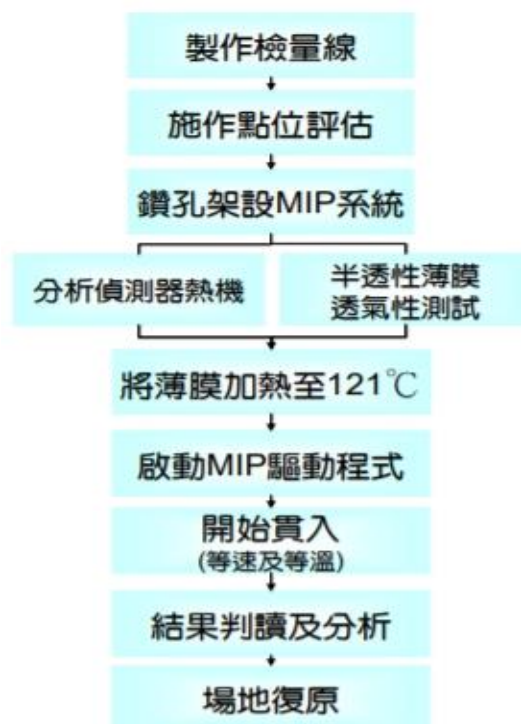 製作檢量線
施作點位評估
鑽孔架設MIP系統
分析偵測器熱機
半透性薄膜
透氣性測試
將薄膜加熱至121℃
啟動MIP驅動程式
開始貫入
(等速及等溫)
結果判讀及分析
場地復原